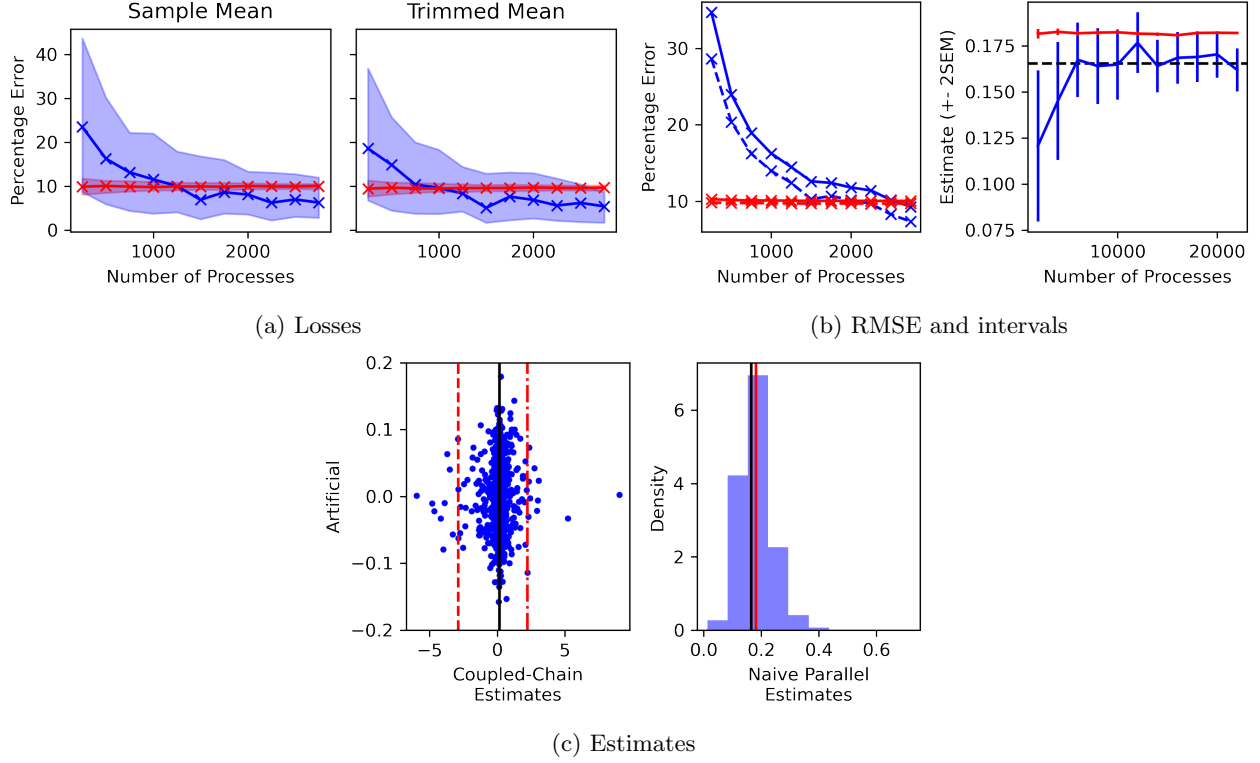 Sample Mean
Trimmed Mean
Percentage Error
40
30
20
10
0
1000
2000
1000
2000
Number of Processes
Number of Processes
(a) Losses
Percentage Error
30
20
10
1000
2000
Number of Processes
Estimate (+- 2SEM)
0.175
0.150
0.125
0.100
0.075
10000
20000
Number of Processes
(b) RMSE and intervals
Artificial
0.2
0.1
0.0
−0.1
−0.2
−5
0
5
Coupled-Chain
Estimates
Density
6
4
2
0
0.0
0.2
0.4
0.6
Naive Parallel
Estimates
(c) Estimates